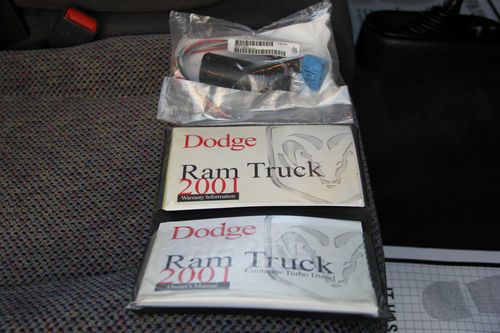 Dodge
Ram Truck
2001
Warranty Information
Dodge
Ram Truck
Cummins Turbo Diesel
2001
Owner's Manual